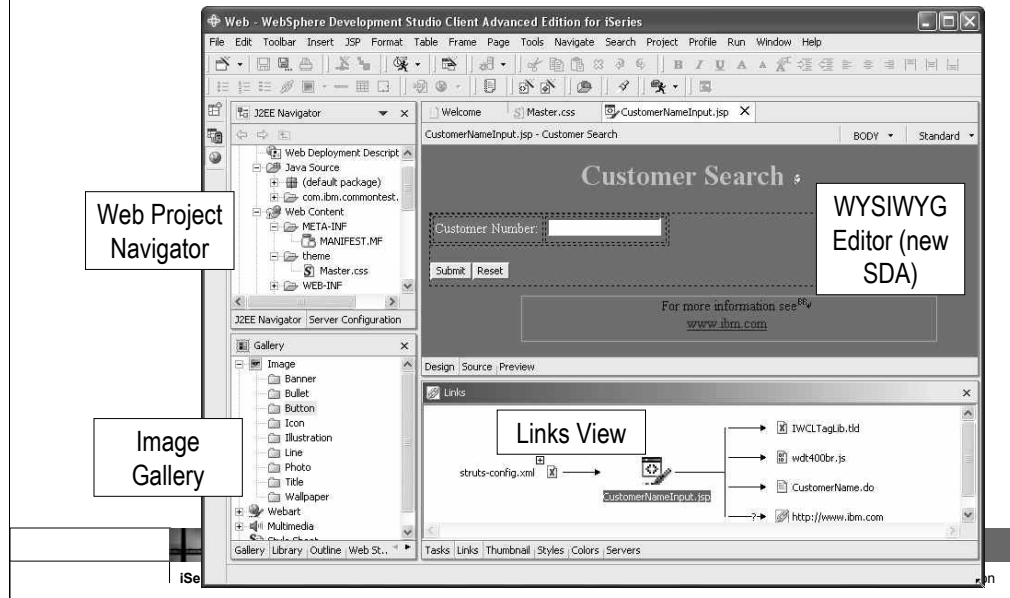 Web - WebSphere Development Studio Client Advanced Edition for iSeries
File Edit Toolbar Insert JSP Format Table Frame Page Tools Navigate Search Project Profile Run Window Help
B I U A A
J2EE Navigator
Web Deployment Descript
Java Source
(default package)
com.ibm.commontest.
Web Content
META-INF
MANIFEST.MF
theme
Master.css
WEB-INF
J2EE Navigator Server Configuration
Web Project
Navigator
Welcome Master.css CustomerNameInput.jsp
CustomerNameInput.jsp - Customer Search BODY Standard
Customer Search
Customer Number:
Submit Reset
For more information see
www.ibm.com
Design Source Preview
WYSIWYG
Editor (new
SDA)
Gallery
Image
Banner
Bullet
Button
Icon
Illustration
Line
Photo
Title
Wallpaper
Webart
Multimedia
Gallery Library Outline Web St..
Image
Gallery
Links
Links View
struts-config.xml
CustomerNameInput.jsp
IWCLTagLib.tld
wdt400br.js
CustomerName.do
?
http://www.ibm.com
Tasks Links Thumbnail Styles Colors Servers
iSe
on